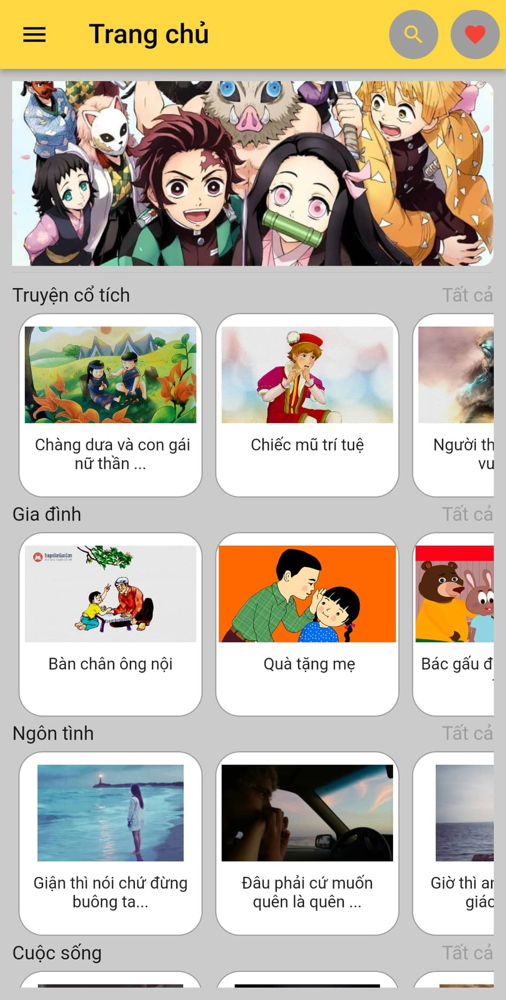 Trang chủ
Truyện cổ tích
Tất cả
Chàng dưa và con gái
nữ thần ...
Chiếc mũ trí tuệ
Người th
vu
Gia đình
Tất cả
TruyenDanGian.Com
Bàn chân ông nội
Quà tặng mẹ
Bác gấu đ
Ngôn tình
Tất cả
Giận thì nói chứ đừng
buông ta...
Đâu phải cứ muốn
quên là quên ...
Giờ thì an
giác
Cuộc sống
Tất cả